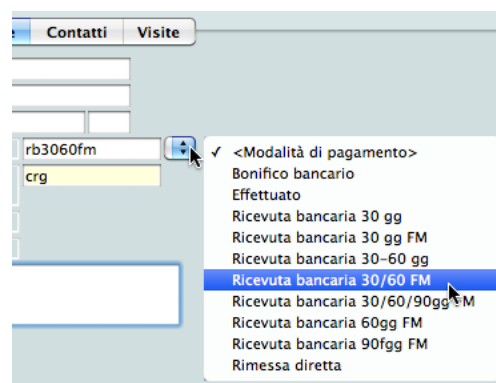 Contatti Visite
rb3060fm
crg
✓ <Modalità di pagamento>
Bonifico bancario
Effettuato
Ricevuta bancaria 30 gg
Ricevuta bancaria 30 gg FM
Ricevuta bancaria 30-60 gg
Ricevuta bancaria 30/60 FM
Ricevuta bancaria 30/60/90gg FM
Ricevuta bancaria 60gg FM
Ricevuta bancaria 90fgg FM
Rimessa diretta